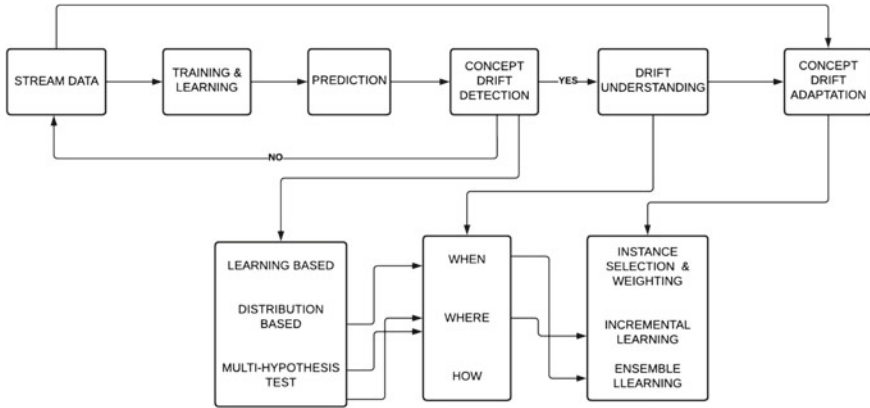 STREAM DATA
TRAINING &
LEARNING
PREDICTION
CONCEPT
DRIFT
DETECTION
YES
DRIFT
UNDERSTANDING
CONCEPT
DRIFT
ADAPTATION
NO
LEARNING BASED
DISTRIBUTION
BASED
MULTI-HYPOTHESIS
TEST
WHEN
WHERE
HOW
INSTANCE
SELECTION &
WEIGHTING
INCREMENTAL
LEARNING
ENSEMBLE
LLEARNING